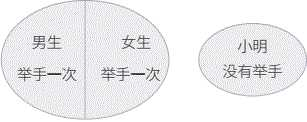 男生 女生
举手一次 举手一次
小明
没有举手